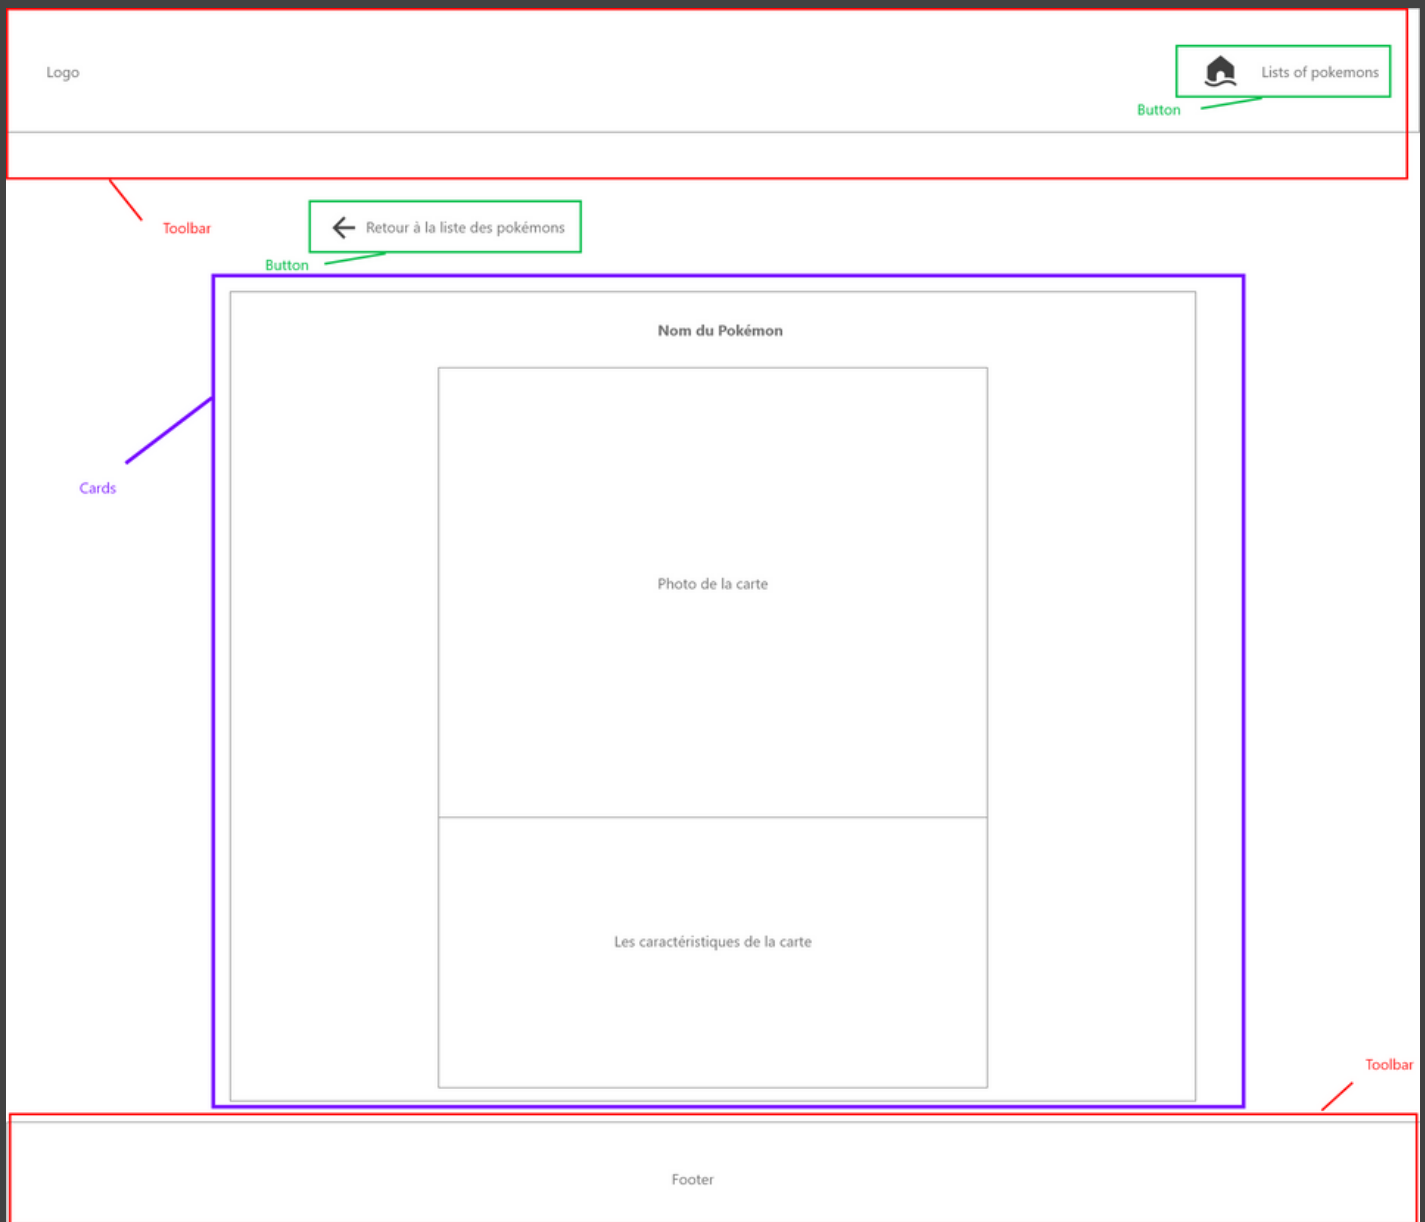 Logo
Lists of pokemons
Button
Toolbar
Retour à la liste des pokémons
Button
Nom du Pokémon
Cards
Photo de la carte
Les caractéristiques de la carte
Toolbar
Footer